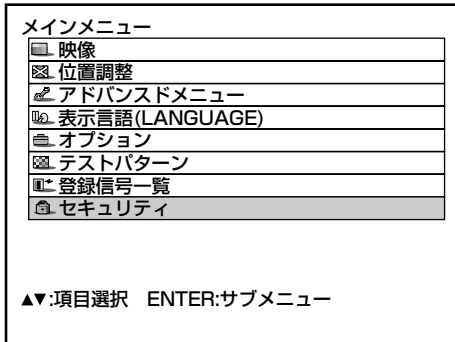 メインメニュー
映像
位置調整
アドバンスドメニュー
表示言語(LANGUAGE)
オプション
テストパターン
登録信号一覧
セキュリティ
▲▼:項目選択　ENTER:サブメニュー